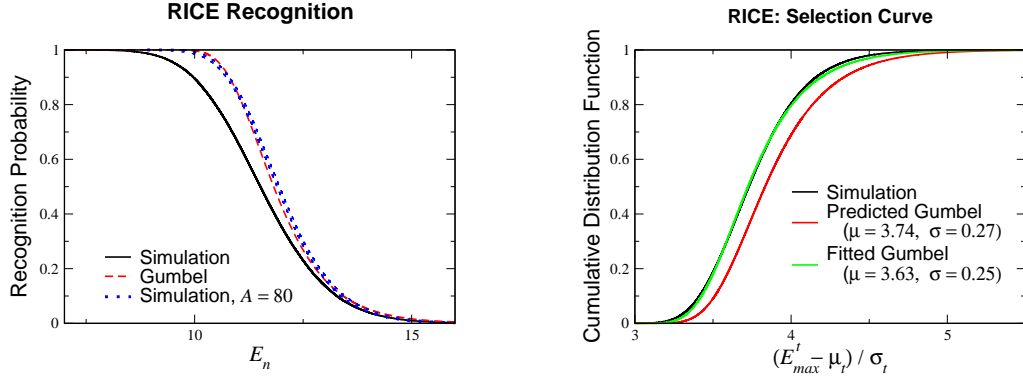 RICE Recognition
Recognition Probability
1
0.8
0.6
0.4
0.2
0
10
15
E_n
Simulation
Gumbel
Simulation, A = 80
RICE: Selection Curve
Cumulative Distribution Function
1
0.8
0.6
0.4
0.2
0
3
4
5
(E^t_max − μ_t) / σ_t
Simulation
Predicted Gumbel
(μ = 3.74, σ = 0.27)
Fitted Gumbel
(μ = 3.63, σ = 0.25)